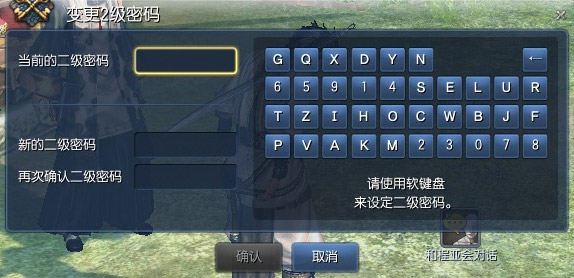 变更2级密码
当前的二级密码
G Q X D Y N ←
6 5 9 1 4 S E L U R
T Z I H O C W B J F
P V A K M 2 3 0 7 8
新的二级密码
再次确认二级密码
请使用软键盘
来设定二级密码。
确认 取消
和程亚会对话